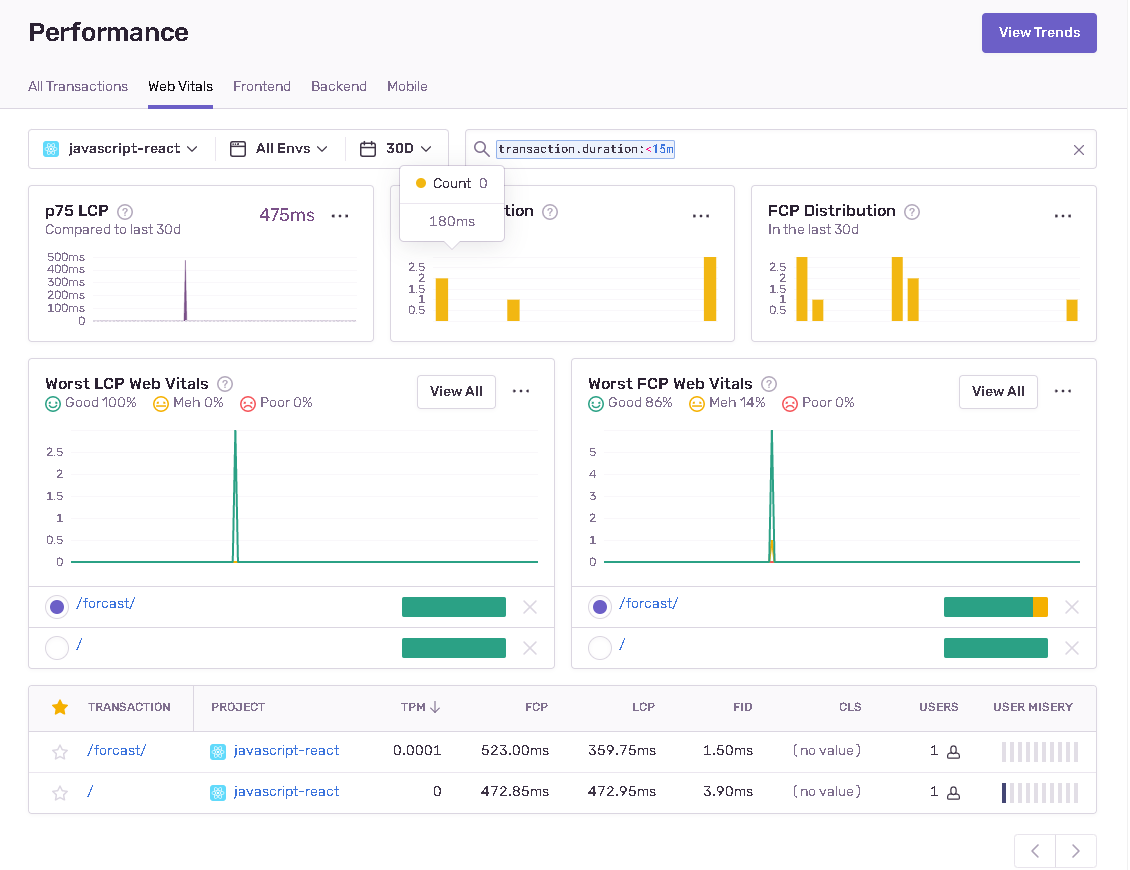 Performance
View Trends
All Transactions Web Vitals Frontend Backend Mobile
javascript-react All Envs 30D transaction.duration:<15m
Count 0
180ms
p75 LCP ? 475ms
Compared to last 30d
500ms
400ms
300ms
200ms
100ms
0
tion ?
2.5
2
1.5
1
0.5
FCP Distribution ?
In the last 30d
2.5
2
1.5
1
0.5
Worst LCP Web Vitals ? View All
Good 100% Meh 0% Poor 0%
2.5
2
1.5
1
0.5
0
/forcast/
/
Worst FCP Web Vitals ? View All
Good 86% Meh 14% Poor 0%
5
4
3
2
1
0
/forcast/
/
TRANSACTION PROJECT TPM FCP LCP FID CLS USERS USER MISERY
/forcast/ javascript-react 0.0001 523.00ms 359.75ms 1.50ms (no value) 1
/ javascript-react 0 472.85ms 472.95ms 3.90ms (no value) 1